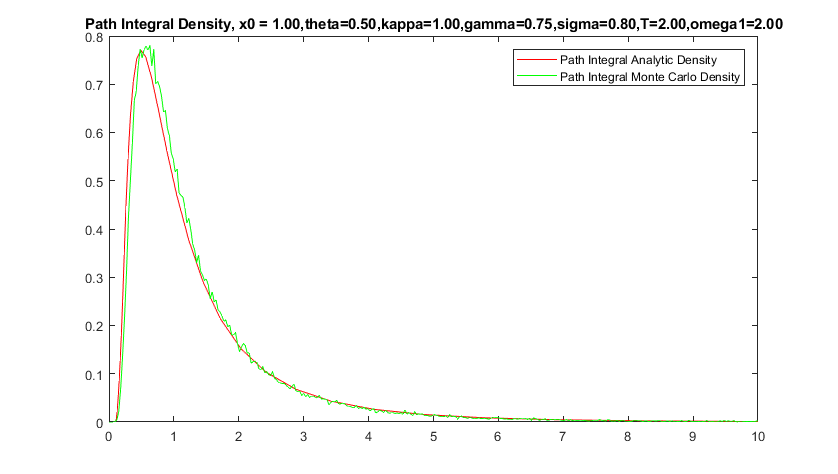 Path Integral Density, x0 = 1.00,theta=0.50,kappa=1.00,gamma=0.75,sigma=0.80,T=2.00,omega1=2.00
Path Integral Analytic Density
Path Integral Monte Carlo Density
0.8
0.7
0.6
0.5
0.4
0.3
0.2
0.1
0
0 1 2 3 4 5 6 7 8 9 10